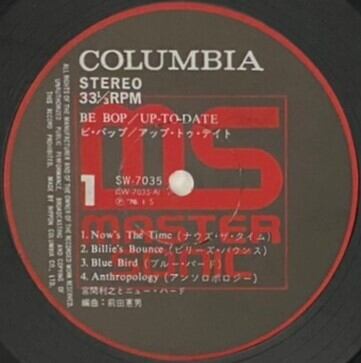 COLUMBIA
STEREO
33⅓RPM
BE BOP/UP-TO-DATE
ビ・バップ/アップ・トゥ・デイト
MS
MASTER
SONIC
1
SW-7035
(SW-7035-A)
Ⓟ '76.1 S
1. Now's The Time (ナウズ・ザ・タイム)
2. Billie's Bounce (ビリーズ・バウンス)
3. Blue Bird (ブルー・バード)
4. Anthropology (アンソロポロジー)
宮間利之とニュー・ハード
編曲:前田憲男
ALL RIGHTS OF THE MANUFACTURER AND OF THE OWNER OF THE RECORDED WORK RESERVED.
UNAUTHORIZED PUBLIC PERFORMANCE, BROADCASTING AND COPYING OF
THIS RECORD PROHIBITED. MADE BY NIPPON COLUMBIA CO., LTD.